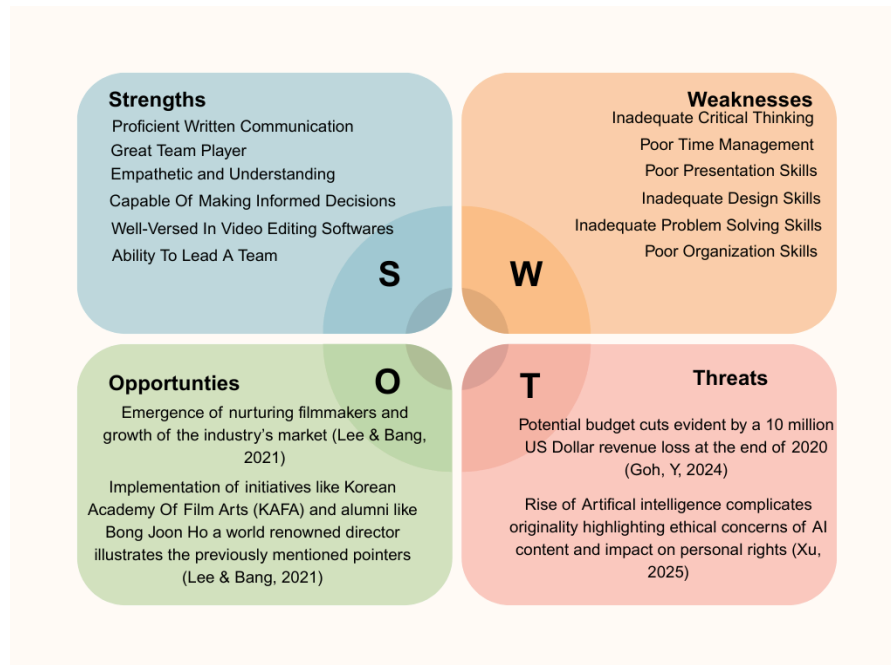 Strengths
Proficient Written Communication
Great Team Player
Empathetic and Understanding
Capable Of Making Informed Decisions
Well-Versed In Video Editing Softwares
Ability To Lead A Team
S
Weaknesses
Inadequate Critical Thinking
Poor Time Management
Poor Presentation Skills
Inadequate Design Skills
Inadequate Problem Solving Skills
Poor Organization Skills
W
Opportunties
O
Emergence of nurturing filmmakers and
growth of the industry's market (Lee & Bang,
2021)
Implementation of initiatives like Korean
Academy Of Film Arts (KAFA) and alumni like
Bong Joon Ho a world renowned director
illustrates the previously mentioned pointers
(Lee & Bang, 2021)
Threats
T
Potential budget cuts evident by a 10 million
US Dollar revenue loss at the end of 2020
(Goh, Y, 2024)
Rise of Artifical intelligence complicates
originality highlighting ethical concerns of AI
content and impact on personal rights (Xu,
2025)